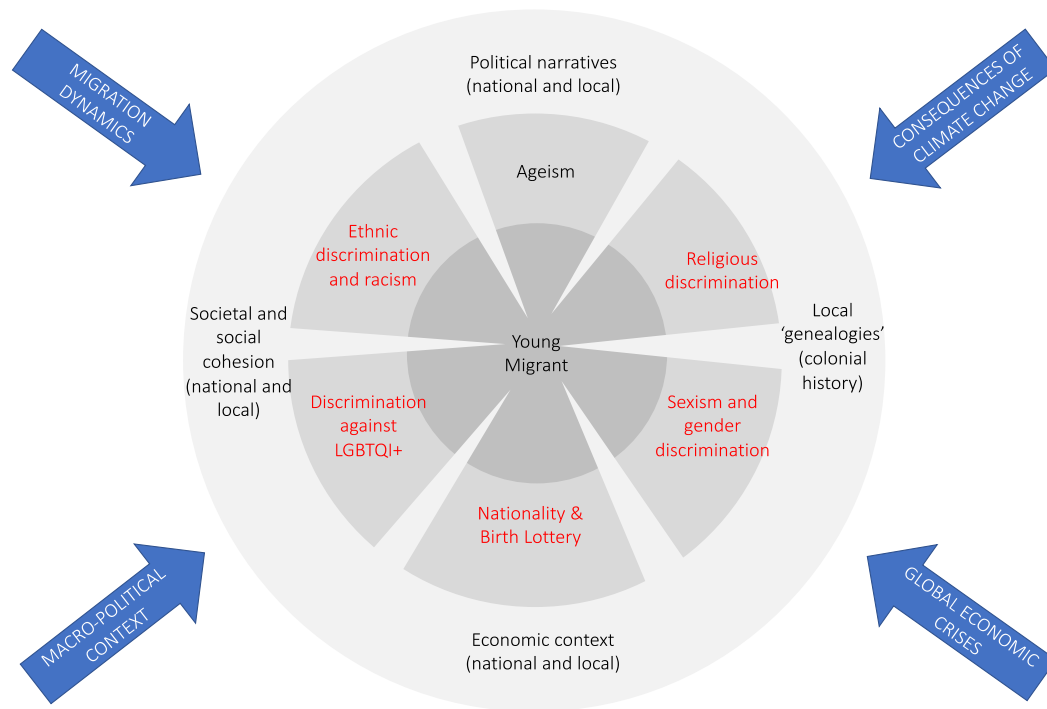 MIGRATION
DYNAMICS
CONSEQUENCES OF
CLIMATE CHANGE
Political narratives
(national and local)
Ageism
Ethnic
discrimination
and racism
Religious
discrimination
Societal and
social
cohesion
(national and
local)
Young
Migrant
Local
‘genealogies’
(colonial
history)
Discrimination
against
LGBTQI+
Sexism and
gender
discrimination
Nationality &
Birth Lottery
Economic context
(national and local)
MACRO-POLITICAL
CONTEXT
GLOBAL ECONOMIC
CRISES